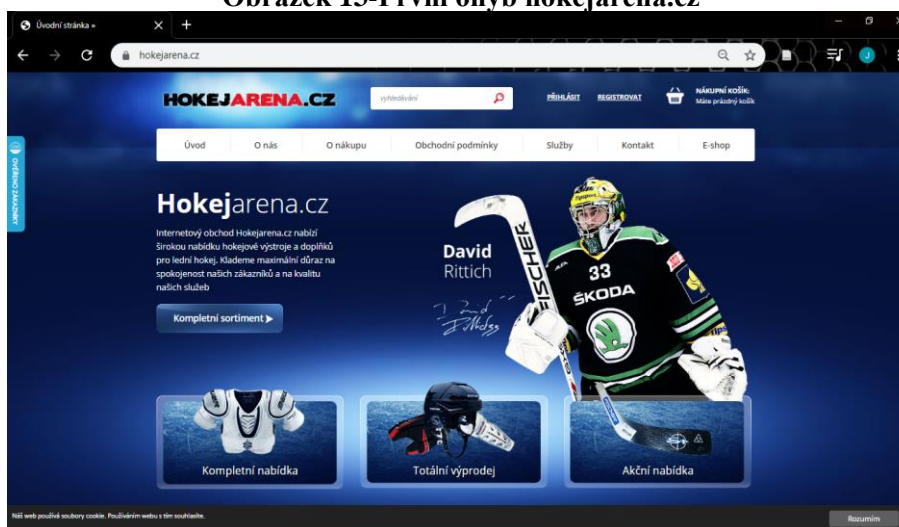 Obrázek 13-První ohyb hokejarena.cz
Úvodní stránka »
hokejarena.cz
HOKEJARENA.CZ
vyhledávání
PŘIHLÁSIT
REGISTROVAT
NÁKUPNÍ KOŠÍK:
Máte prázdný košík
Úvod
O nás
O nákupu
Obchodní podmínky
Služby
Kontakt
E-shop
OVĚŘENO ZÁKAZNÍKY
Hokejarena.cz
Internetový obchod Hokejarena.cz nabízí
širokou nabídku hokejové výstroje a doplňků
pro lední hokej. Klademe maximální důraz na
spokojenost našich zákazníků a na kvalitu
našich služeb
Kompletní sortiment
David
Rittich
FISCHER
33
ŠKODA
Kompletní nabídka
Totální výprodej
Akční nabídka
Náš web používá soubory cookie. Používáním webu s tím souhlasíte.
Rozumím